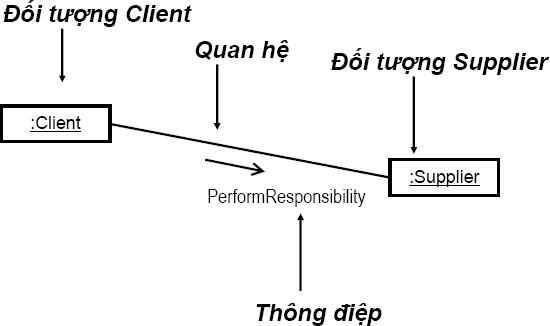 Đối tượng Client
Quan hệ
Đối tượng Supplier
:Client
:Supplier
PerformResponsibility
Thông điệp